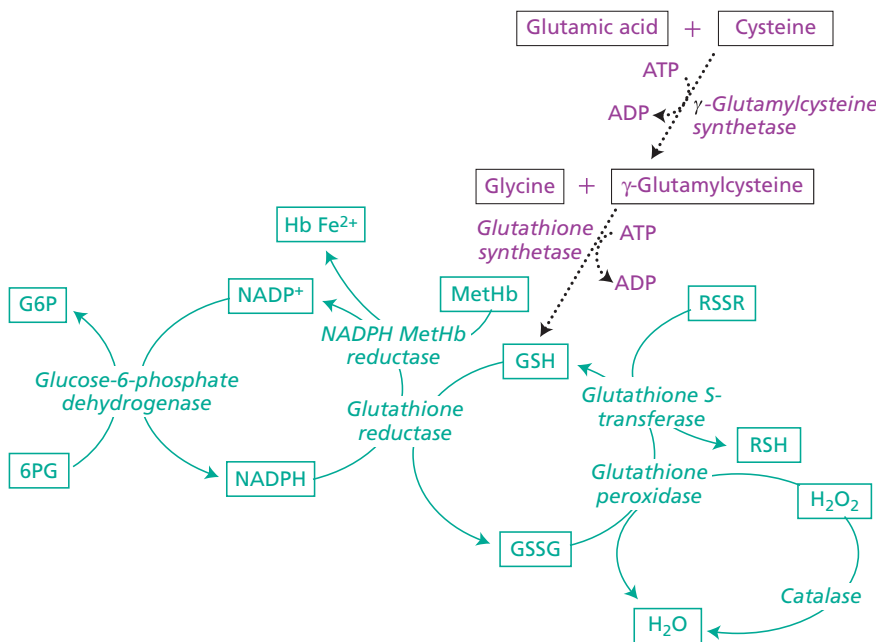 Glutamic acid + Cysteine
ATP
ADP
γ-Glutamylcysteine
synthetase
Glycine + γ-Glutamylcysteine
Glutathione
synthetase
ATP
ADP
Hb Fe²⁺
NADP⁺
MetHb
G6P
RSSR
NADPH MetHb
reductase
GSH
Glucose-6-phosphate
dehydrogenase
Glutathione
reductase
Glutathione S-
transferase
RSH
6PG
NADPH
Glutathione
peroxidase
H₂O₂
GSSG
Catalase
H₂O